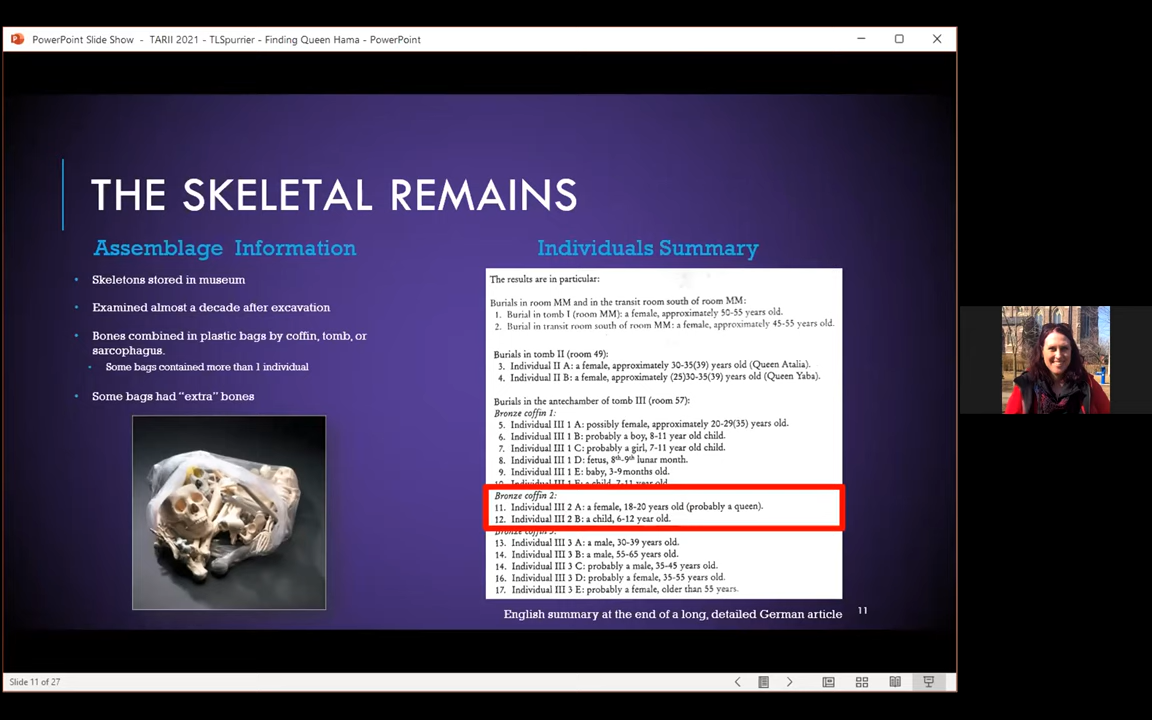 PowerPoint Slide Show - TARII 2021 - TLSpurrier - Finding Queen Hama - PowerPoint
THE SKELETAL REMAINS
Assemblage Information
• Skeletons stored in museum
• Examined almost a decade after excavation
• Bones combined in plastic bags by coffin, tomb, or
sarcophagus.
• Some bags contained more than 1 individual
• Some bags had "extra" bones
Individuals Summary
The results are in particular:
Burials in room MM and in the transit room south of room MM:
1. Burial in tomb I (room MM): a female, approximately 50-55 years old.
2. Burial in transit room south of room MM: a female, approximately 45-55 years old.
Burials in tomb II (room 49):
3. Individual II A: a female, approximately 30-35(39) years old (Queen Atalia).
4. Individual II B: a female, approximately (25)30-35(39) years old (Queen Yaba).
Burials in the antechamber of tomb III (room 57):
Bronze coffin 1:
5. Individual III 1 A: possibly female, approximately 20-29(35) years old.
6. Individual III 1 B: probably a boy, 8-11 year old child.
7. Individual III 1 C: probably a girl, 7-11 year old child.
8. Individual III 1 D: fetus, 8th-9th lunar month.
9. Individual III 1 E: baby, 3-9months old.
10. Individual III 1 F: a child, 7-11 year old.
Bronze coffin 2:
11. Individual III 2 A: a female, 18-20 years old (probably a queen).
12. Individual III 2 B: a child, 6-12 year old.
Bronze coffin 3:
13. Individual III 3 A: a male, 30-39 years old.
14. Individual III 3 B: a male, 55-65 years old.
14. Individual III 3 C: probably a male, 35-45 years old.
16. Individual III 3 D: probably a female, 35-55 years old.
17. Individual III 3 E: probably a female, older than 55 years.
English summary at the end of a long, detailed German article
11
Slide 11 of 27